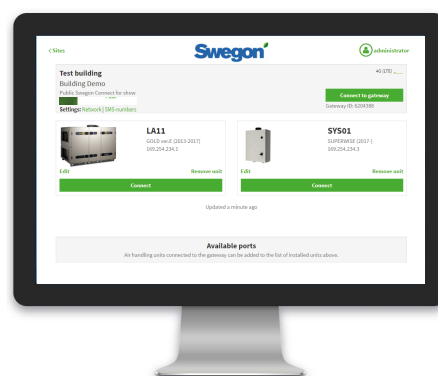 < Sites
Swegon
administrator
Test building
4G (LTE)
Building Demo
Public Swegon Connect for show
Connect to gateway
Settings: Network | SMS-numbers
Gateway ID: 6204388
LA11
GOLD ver.E (2013-2017)
169.254.234.1
Edit
Remove unit
Connect
SYS01
SUPERWISE (2017-)
169.254.234.3
Edit
Remove unit
Connect
Updated a minute ago
Available ports
Air handling units connected to the gateway can be added to the list of installed units above.